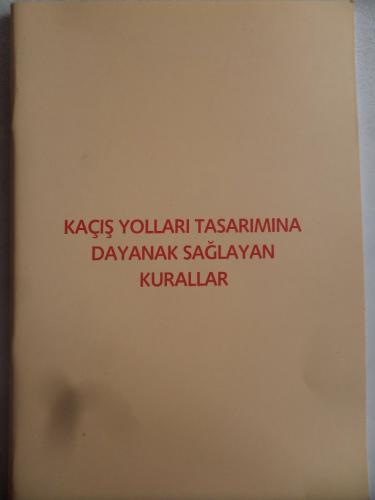 KAÇIŞ YOLLARI TASARIMINA
DAYANAK SAĞLAYAN
KURALLAR